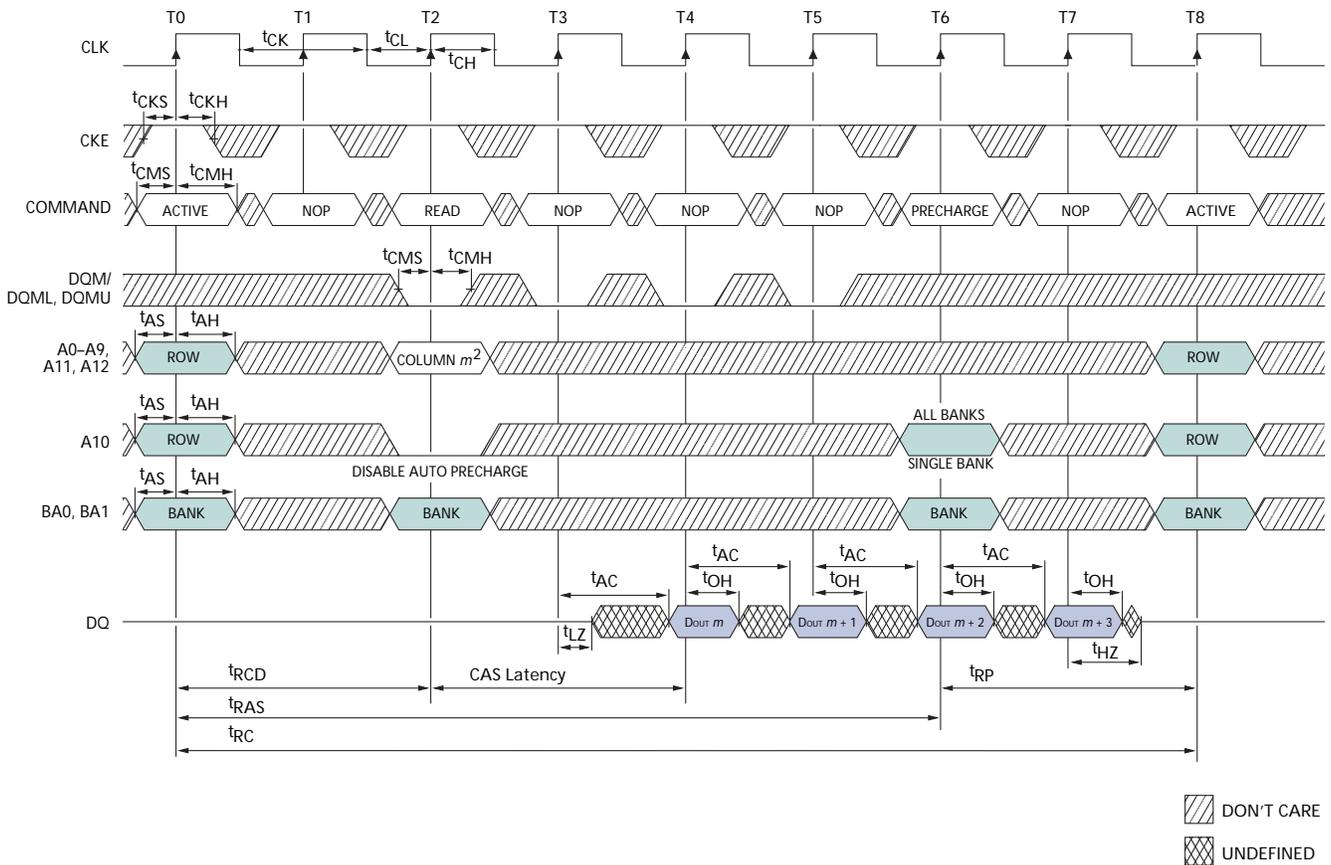 T0 T1 T2 T3 T4 T5 T6 T7 T8
CLK tCK tCL tCH
tCKS tCKH
CKE
tCMS tCMH
COMMAND ACTIVE NOP READ NOP NOP NOP PRECHARGE NOP ACTIVE
tCMS tCMH
DQM/
DQML, DQMU
tAS tAH
A0–A9,
A11, A12 ROW COLUMN m2 ROW
tAS tAH
ALL BANKS
A10 ROW ROW
DISABLE AUTO PRECHARGE SINGLE BANK
tAS tAH
BA0, BA1 BANK BANK BANK BANK
tAC tAC tAC tAC
tOH tOH tOH tOH
DQ DOUT m DOUT m + 1 DOUT m + 2 DOUT m + 3
tLZ tHZ
tRCD CAS Latency tRP
tRAS
tRC
DON'T CARE
UNDEFINED